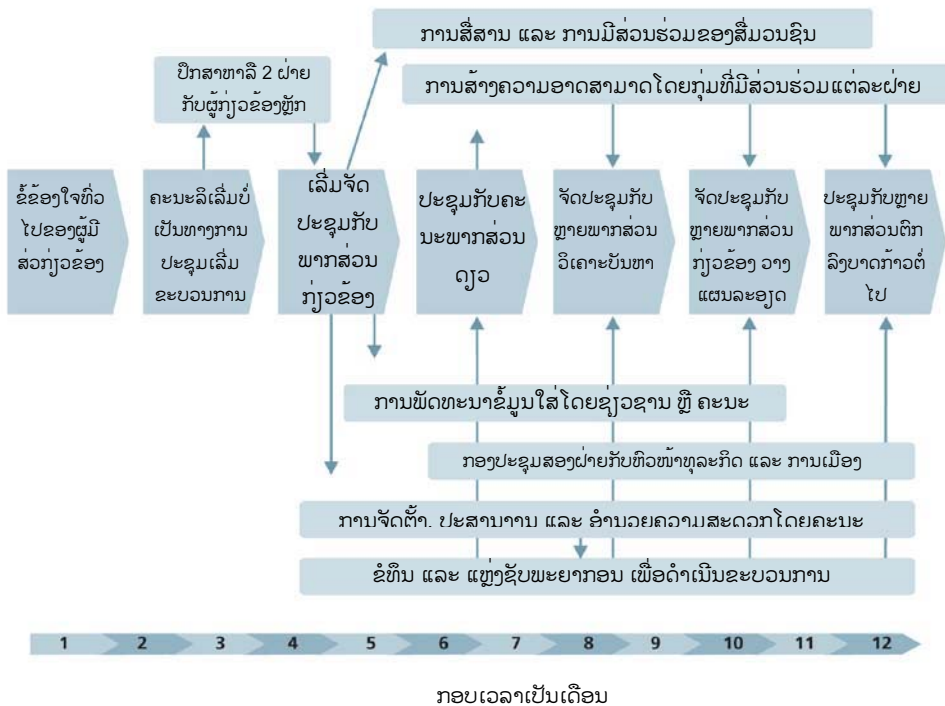 ການສື່ສານ ແລະ ການມີສ່ວນຮ່ວມຂອງສື່ມວນຊົນ
ປຶກສາຫາລື 2 ຝ່າຍ
ກັບຜູ້ກ່ຽວຂ້ອງຫຼັກ
ການສ້າງຄວາມອາດສາມາດໂດຍກຸ່ມທີ່ມີສ່ວນຮ່ວມແຕ່ລະຝ່າຍ
ຂໍ້ຂ້ອງໃຈທົ່ວ
ໄປຂອງຜູ້ມີ
ສ່ວກ່ຽວຂ້ອງ
ຄະນະລິເລີ່ມບໍ່
ເປັນທາງການ
ປະຊຸມເລີ່ມ
ຂະບວນການ
ເລີ່ມຈັດ
ປະຊຸມກັບ
ພາກສ່ວນ
ກ່ຽວຂ້ອງ
ປະຊຸມກັບຄະ
ນະພາກສ່ວນ
ດຽວ
ຈັດປະຊຸມກັບ
ຫຼາຍພາກສ່ວນ
ວິເຄາະບັນຫາ
ຈັດປະຊຸມກັບ
ຫຼາຍພາກສ່ວນ
ກ່ຽວຂ້ອງ ວາງ
ແຜນລະອຽດ
ປະຊຸມກັບຫຼາຍ
ພາກສ່ວນຕົກ
ລົງບາດກ້າວຕໍ່
ໄປ
ການພັດທະນາຂໍ້ມູນໃສ່ໂດຍຊ່ຽວຊານ ຫຼື ຄະນະ
ກອງປະຊຸມສອງຝ່າຍກັບຫົວໜ້າທຸລະກິດ ແລະ ການເມືອງ
ການຈັດຕັ້າ. ປະສານາານ ແລະ ອຳນວຍຄວາມສະດວກໂດຍຄະນະ
ຂໍທຶນ ແລະ ແຫຼ່ງຊັບພະຍາກອນ ເພື່ອດຳເນີນຂະບວນການ
1 2 3 4 5 6 7 8 9 10 11 12
ກອບເວລາເປັນເດືອນ